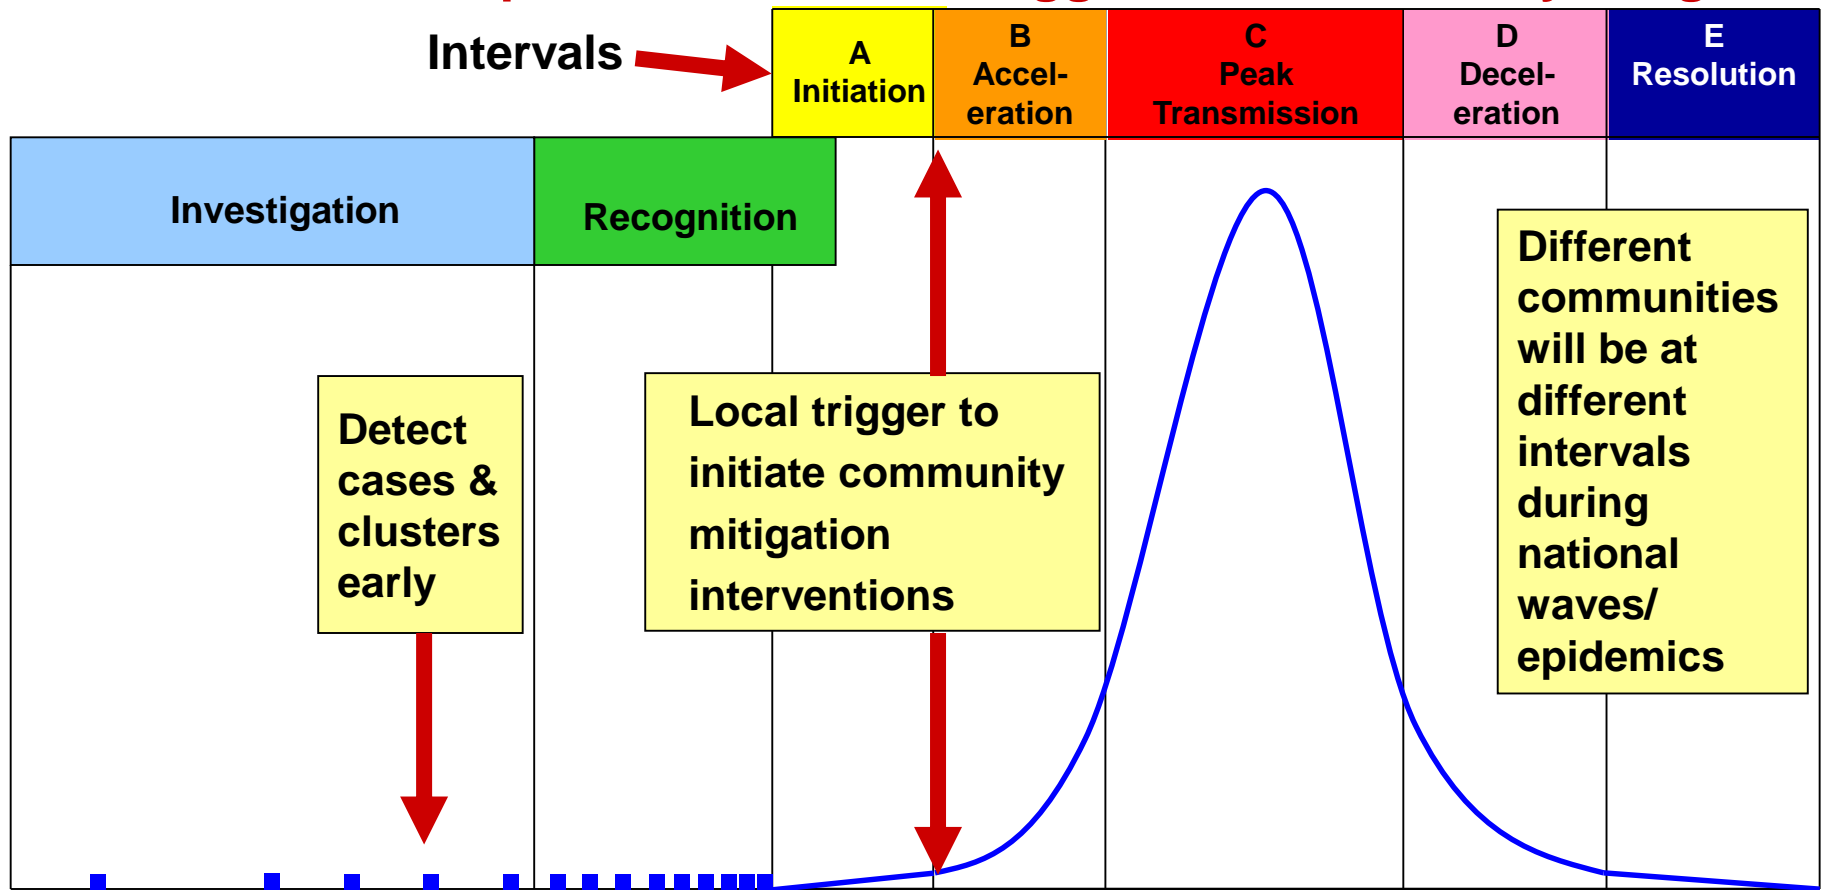 Intervals
A
Initiation
B
Accel-
eration
C
Peak
Transmission
D
Decel-
eration
E
Resolution
Investigation
Recognition
Detect
cases &
clusters
early
Local trigger to
initiate community
mitigation
interventions
Different
communities
will be at
different
intervals
during
national
waves/
epidemics